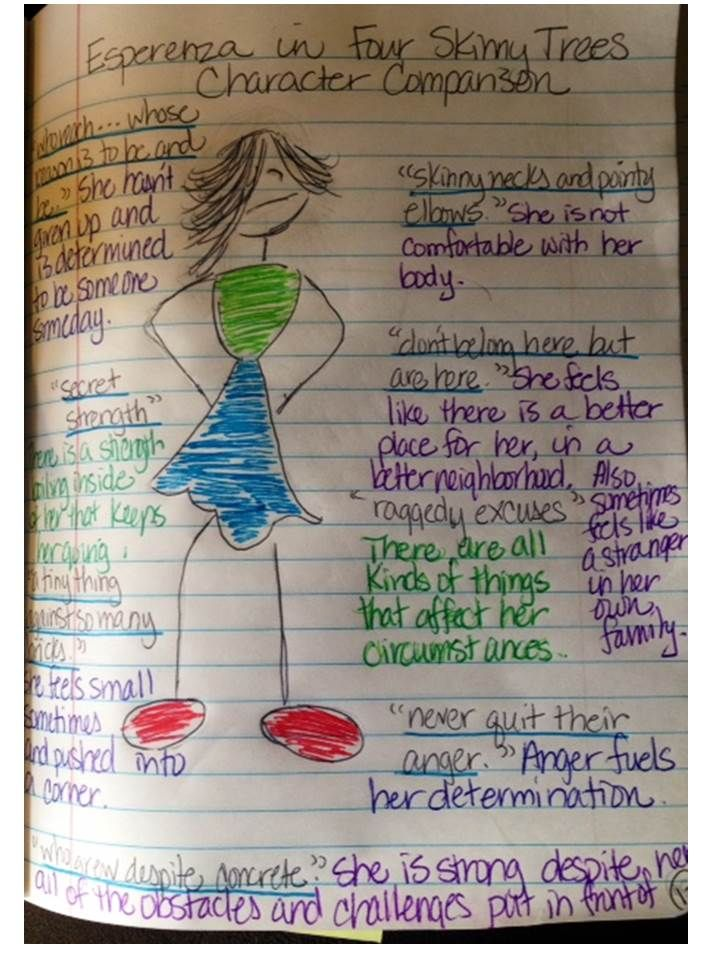 Esperenza in Four Skinny Trees
Character Comparison
who reach... whose
reason is to be and
be." She hasn't
given up and
is determined
to be someone
someday.
"secret
strength"
There is a strength
inside
of her that keeps
her going.
"a tiny thing
against so many
bricks."
She feels small
sometimes
and pushed into
a corner.
"skinny necks and pointy
elbows." She is not
comfortable with her
body.
"don't belong here but
are here." She feels
like there is a better
place for her, in a
better neighborhood. Also,
sometimes
feels like
a stranger
in her
own
family.
"raggedy excuses"
There are all
kinds of things
that affect her
circumstances.
"never quit their
anger." Anger fuels
her determination.
"who grew despite concrete." She is strong despite, her
all of the obstacles and challenges put in front of